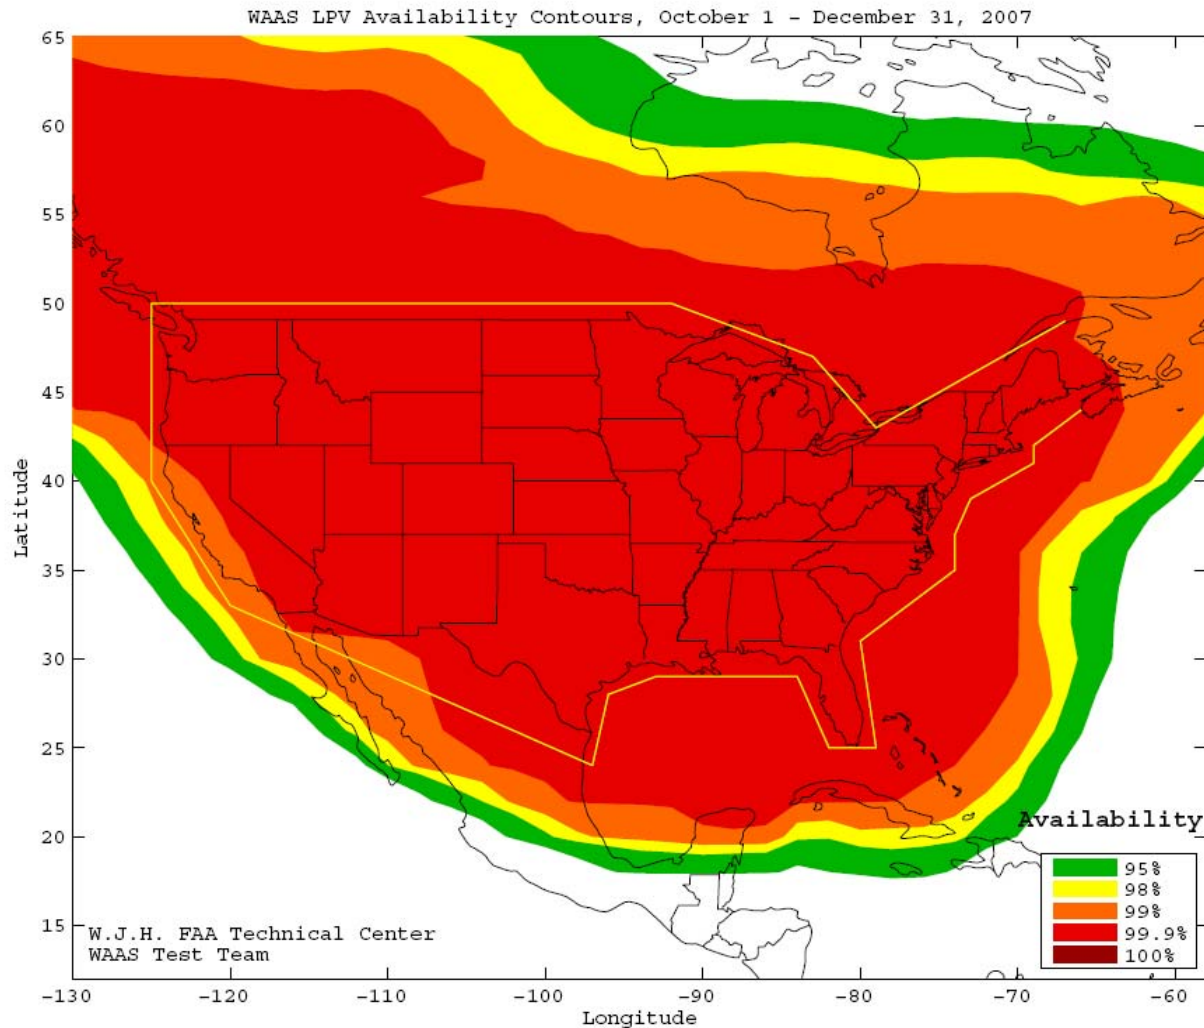 WAAS LPV Availability Contours, October 1 - December 31, 2007
65
60
55
50
45
40
35
30
25
20
15
Latitude
Availability
95%
98%
99%
99.9%
100%
W.J.H. FAA Technical Center
WAAS Test Team
-130 -120 -110 -100 -90 -80 -70 -60
Longitude